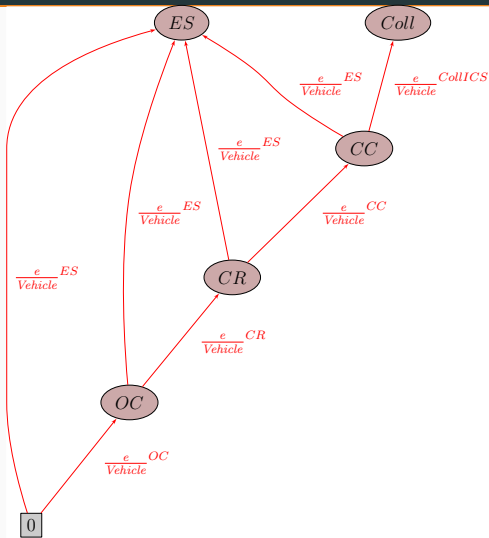 ES
Coll
e/Vehicle ES
e/Vehicle CollICS
CC
e/Vehicle ES
e/Vehicle ES
e/Vehicle CC
e/Vehicle ES
CR
e/Vehicle CR
OC
e/Vehicle OC
0